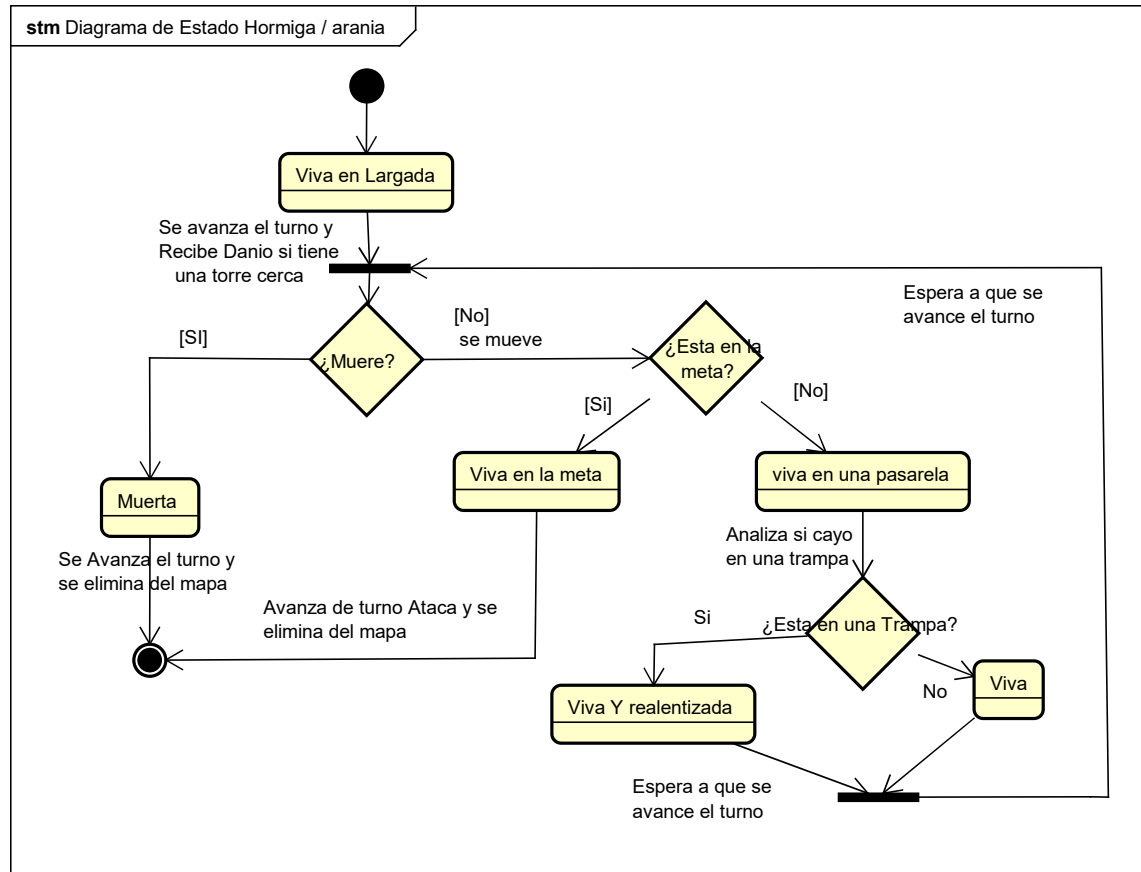 stm Diagrama de Estado Hormiga / arania
Viva en Largada
Se avanza el turno y
Recibe Danio si tiene
una torre cerca
Espera a que se
avance el turno
[SI]
¿Muere?
[No]
se mueve
¿Esta en la
meta?
[Si]
[No]
Viva en la meta
viva en una pasarela
Muerta
Se Avanza el turno y
se elimina del mapa
Analiza si cayo
en una trampa
Avanza de turno Ataca y se
elimina del mapa
Si
¿Esta en una Trampa?
No
Viva
Viva Y realentizada
Espera a que se
avance el turno